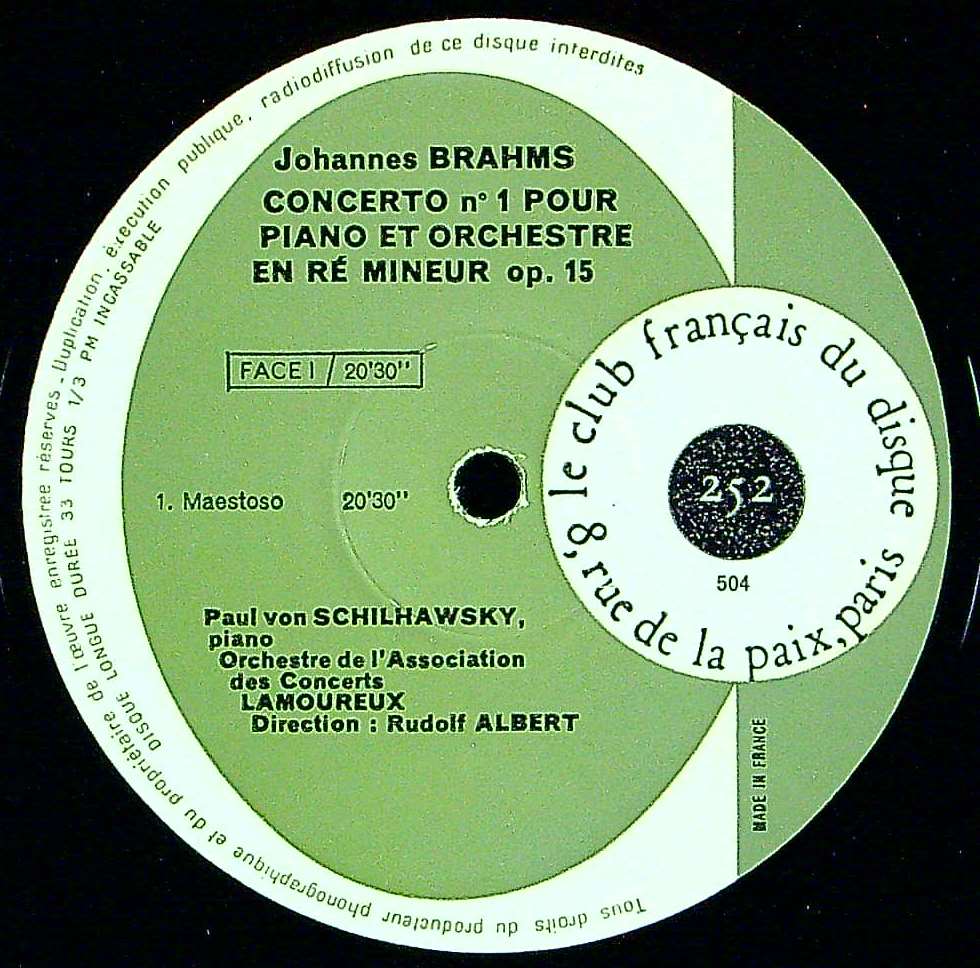 Johannes BRAHMS
CONCERTO n° 1 POUR
PIANO ET ORCHESTRE
EN RÉ MINEUR op. 15
FACE I / 20'30''
1. Maestoso 20'30''
Paul von SCHILHAWSKY,
piano
Orchestre de l'Association
des Concerts
LAMOUREUX
Direction : Rudolf ALBERT
le club français du disque
8, rue de la paix, paris
252
504
MADE IN FRANCE
Tous droits du producteur phonographique et du propriétaire de l'œuvre enregistrée réservés - Duplication, éxecution publique, radiodiffusion de ce disque interdites
DISQUE LONGUE DURÉE 33 TOURS 1/3 PM INCASSABLE